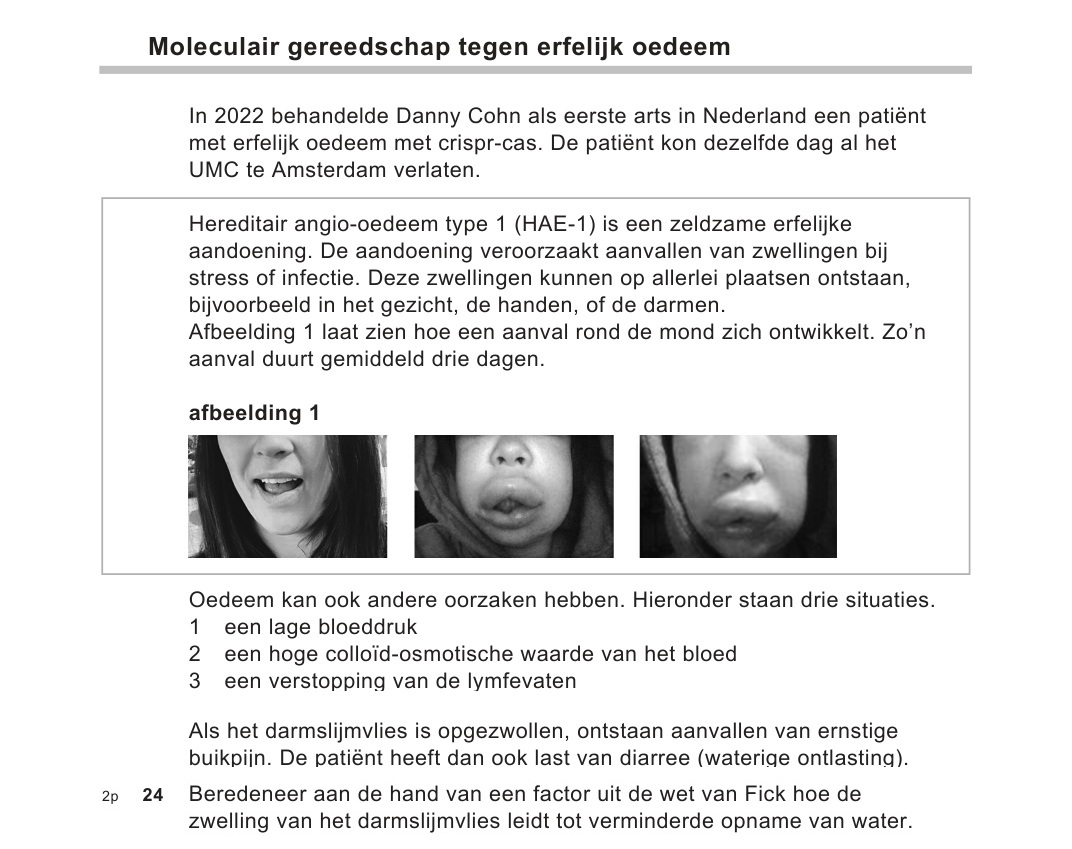 Moleculair gereedschap tegen erfelijk oedeem
In 2022 behandelde Danny Cohn als eerste arts in Nederland een patiënt
met erfelijk oedeem met crispr-cas. De patiënt kon dezelfde dag al het
UMC te Amsterdam verlaten.
Hereditair angio-oedeem type 1 (HAE-1) is een zeldzame erfelijke
aandoening. De aandoening veroorzaakt aanvallen van zwellingen bij
stress of infectie. Deze zwellingen kunnen op allerlei plaatsen ontstaan,
bijvoorbeeld in het gezicht, de handen, of de darmen.
Afbeelding 1 laat zien hoe een aanval rond de mond zich ontwikkelt. Zo’n
aanval duurt gemiddeld drie dagen.
afbeelding 1
Oedeem kan ook andere oorzaken hebben. Hieronder staan drie situaties.
1 een lage bloeddruk
2 een hoge colloïd-osmotische waarde van het bloed
3 een verstopping van de lymfevaten
Als het darmslijmvlies is opgezwollen, ontstaan aanvallen van ernstige
buikpijn. De patiënt heeft dan ook last van diarree (waterige ontlasting).
2p 24 Beredeneer aan de hand van een factor uit de wet van Fick hoe de
zwelling van het darmslijmvlies leidt tot verminderde opname van water.